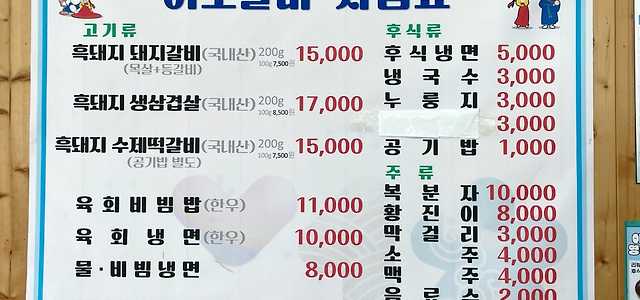 고기류
흑돼지 돼지갈비(국내산) 200g 15,000
(목살+등갈비) 100g 7,500원
흑돼지 생삼겹살(국내산) 200g 17,000
100g 8,500원
흑돼지 수제떡갈비(국내산) 200g 15,000
(공기밥 별도) 100g 7,500원
육회비빔밥(한우) 11,000
육회냉면(한우) 10,000
물·비빔냉면 8,000
후식류
후식냉면 5,000
냉국수 3,000
누룽지 3,000
3,000
공기밥 1,000
주류
복분자 10,000
황진이 8,000
막걸리 3,000
소주 4,000
맥주 4,000
음료수 2,000